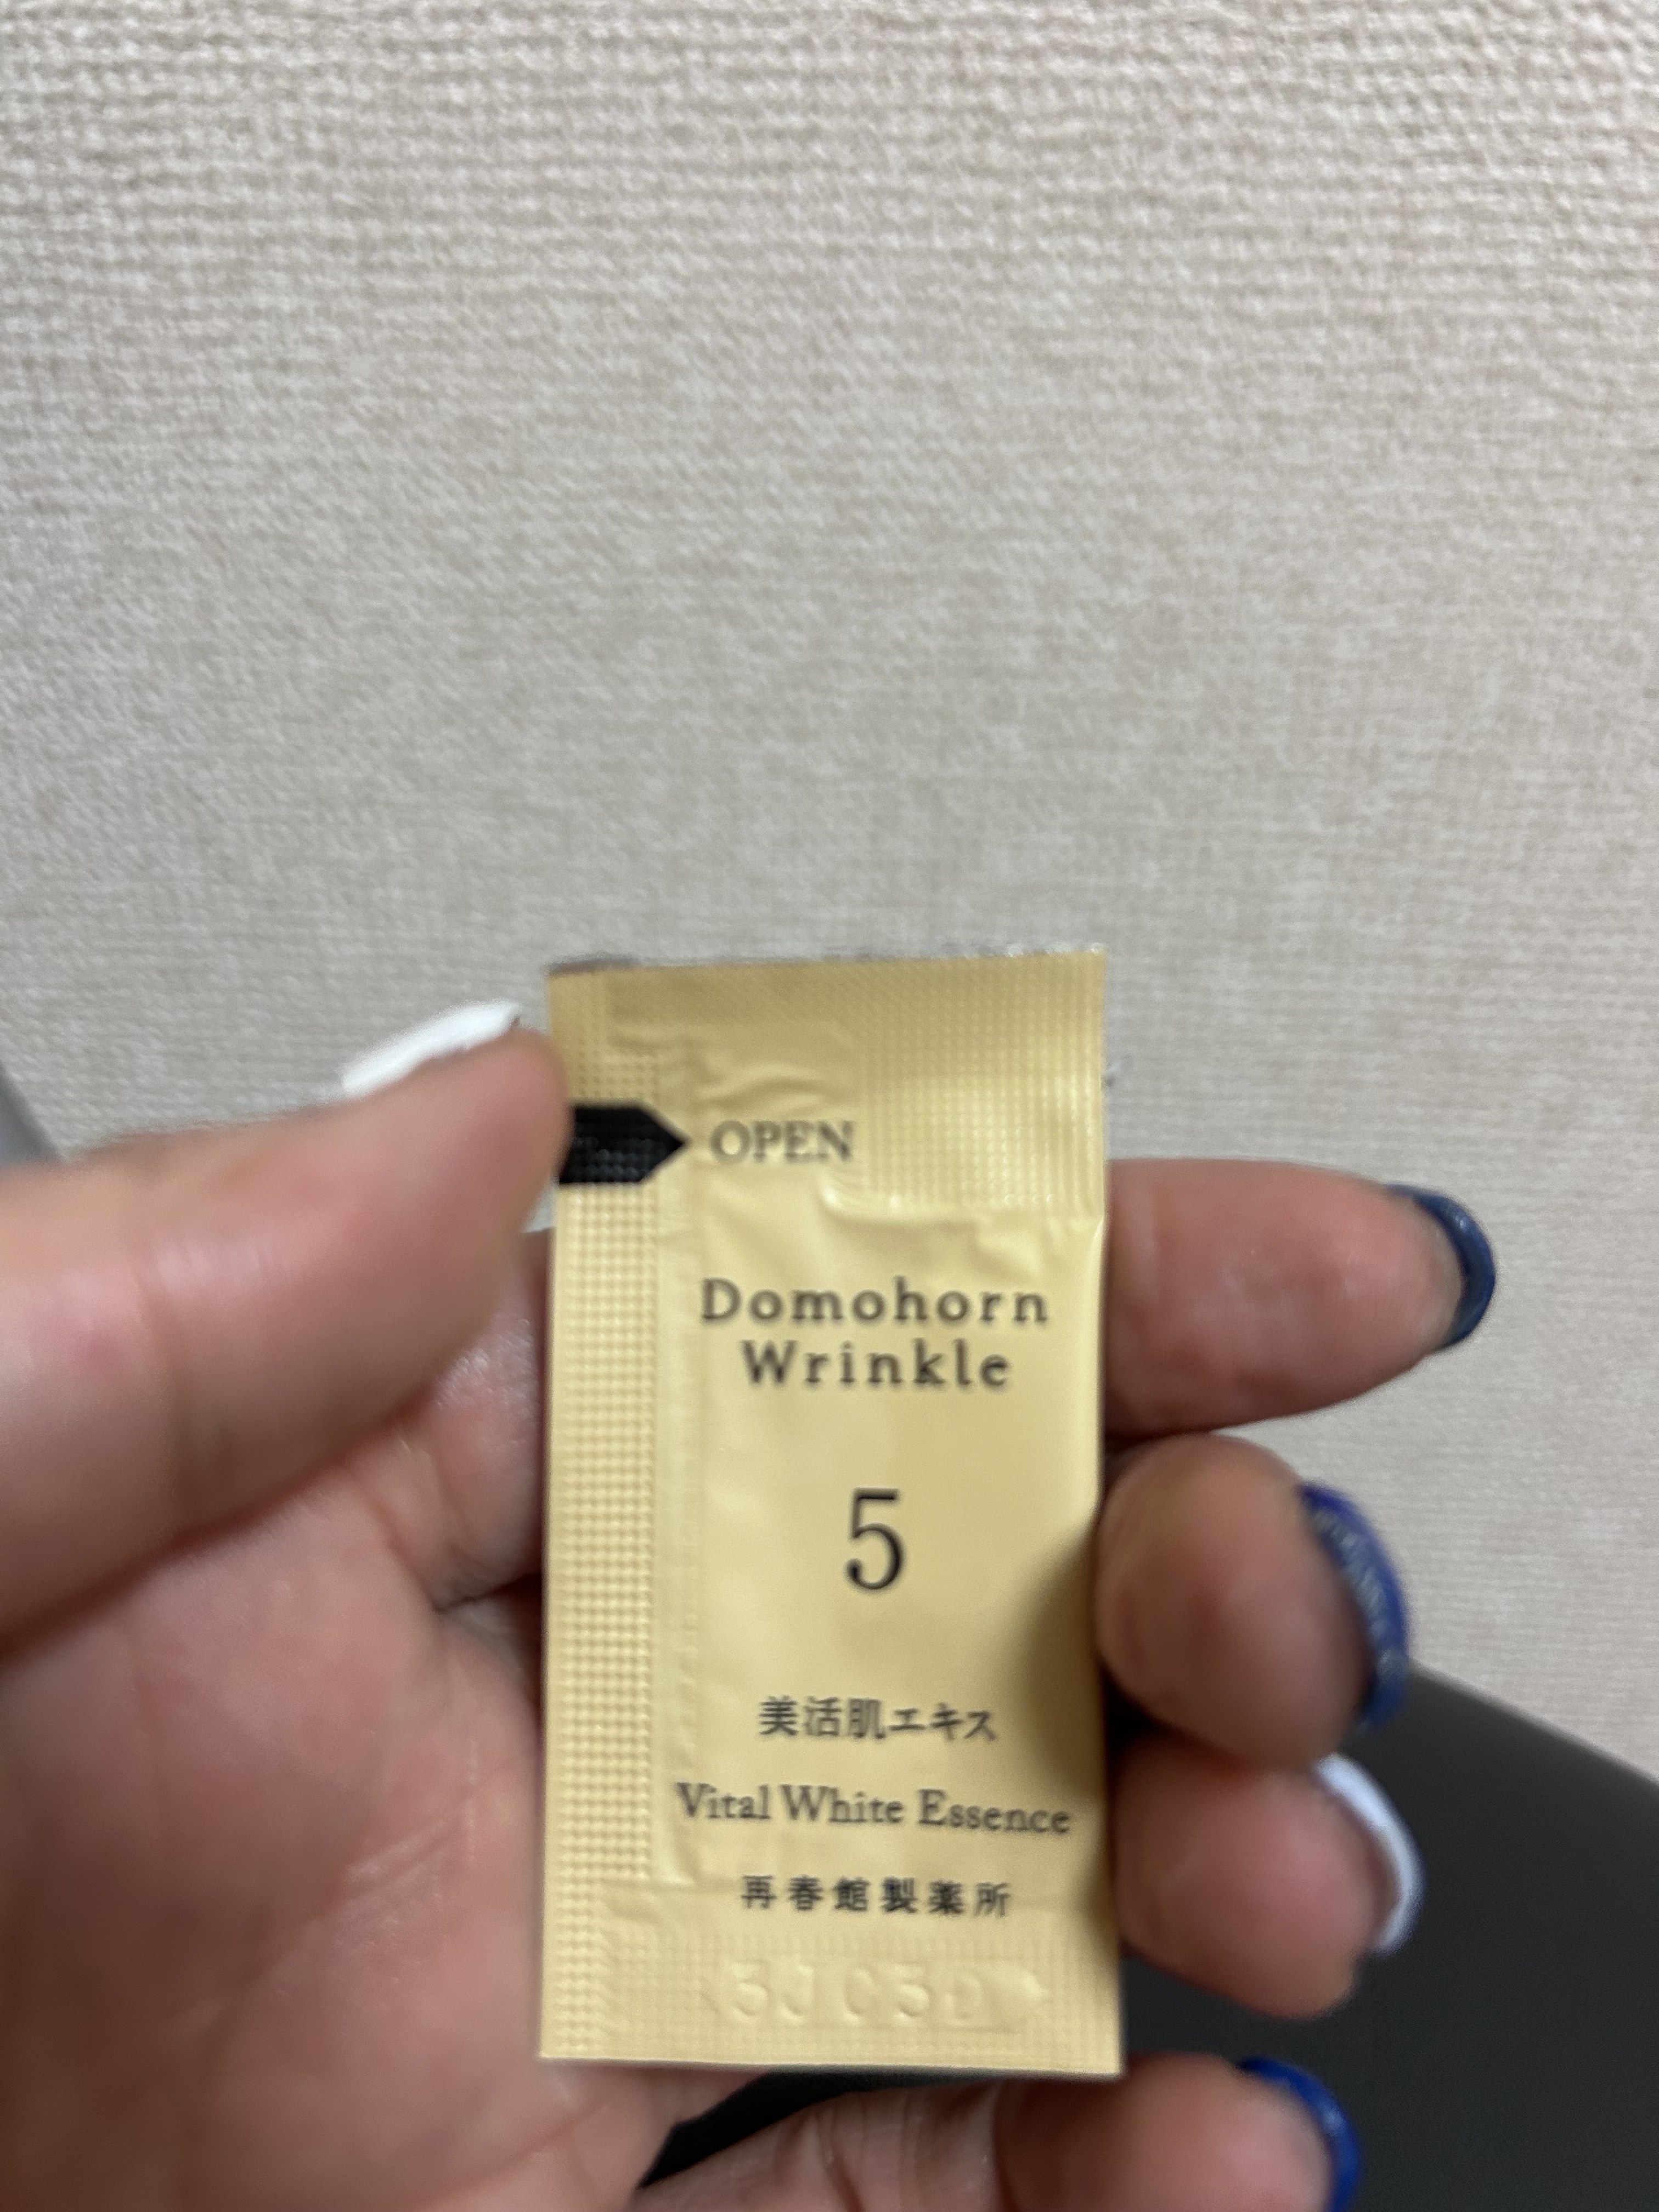 OPEN
Domohorn
Wrinkle
5
美活肌エキス
Vital White Essence
再春館製薬所